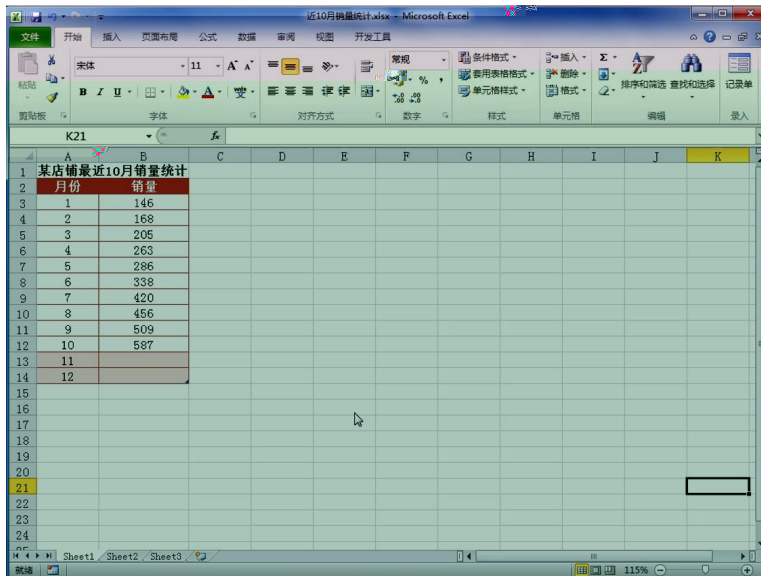 近10月销量统计.xlsx - Microsoft Excel
文件 开始 插入 页面布局 公式 数据 审阅 视图 开发工具
宋体 11 A A 常规 条件格式 插入 Σ
粘贴 % , 套用表格格式 删除 排序和筛选 查找和选择 记录单
B I U A 变 .00 单元格样式 格式
剪贴板 字体 对齐方式 数字 样式 单元格 编辑 录入
K21 fx
A B C D E F G H I J K
1 某店铺最近10月销量统计
2 月份 销量
3 1 146
4 2 168
5 3 205
6 4 263
7 5 286
8 6 338
9 7 420
10 8 456
11 9 509
12 10 587
13 11
14 12
15
16
17
18
19
20
21
22
23
24
Sheet1 Sheet2 Sheet3
就绪 115%